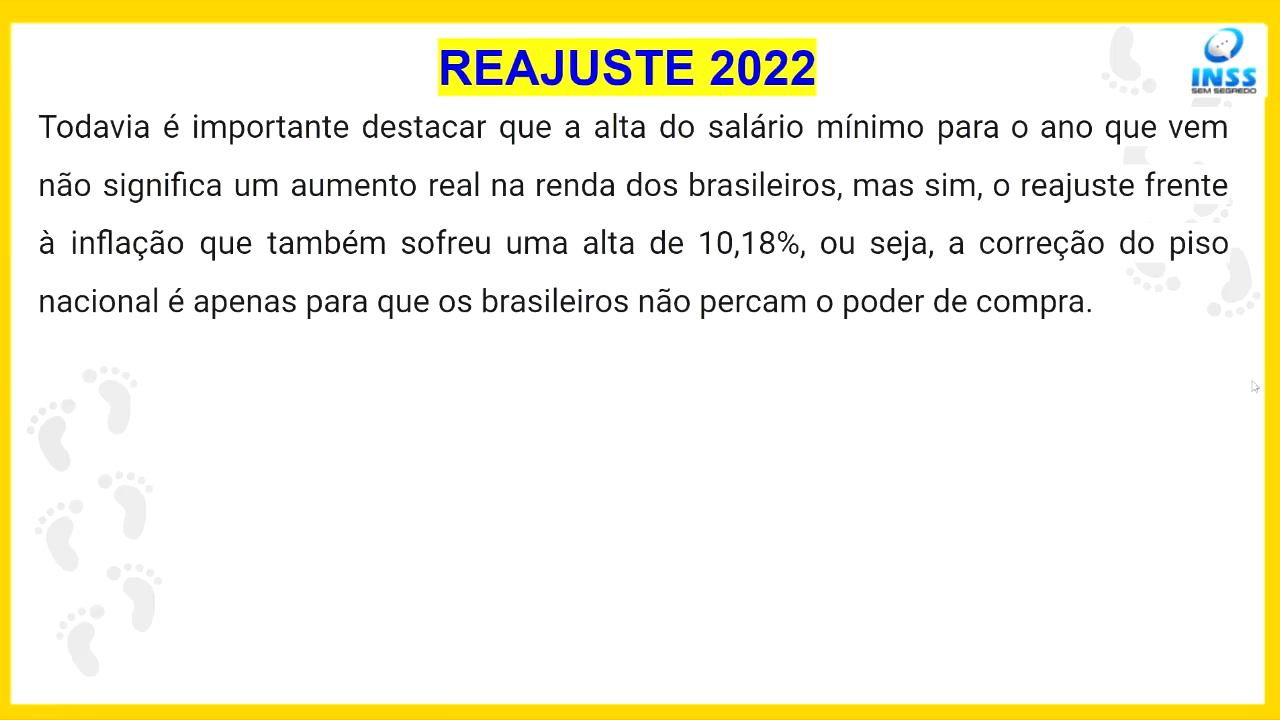 REAJUSTE 2022
INSS
SEM SEGREDO
Todavia é importante destacar que a alta do salário mínimo para o ano que vem
não significa um aumento real na renda dos brasileiros, mas sim, o reajuste frente
à inflação que também sofreu uma alta de 10,18%, ou seja, a correção do piso
nacional é apenas para que os brasileiros não percam o poder de compra.